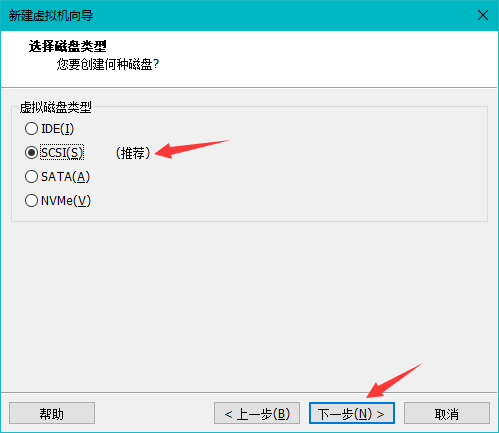 新建虚拟机向导
选择磁盘类型
您要创建何种磁盘?
虚拟磁盘类型
IDE(I)
SCSI(S) （推荐）
SATA(A)
NVMe(V)
帮助 < 上一步(B) 下一步(N) > 取消